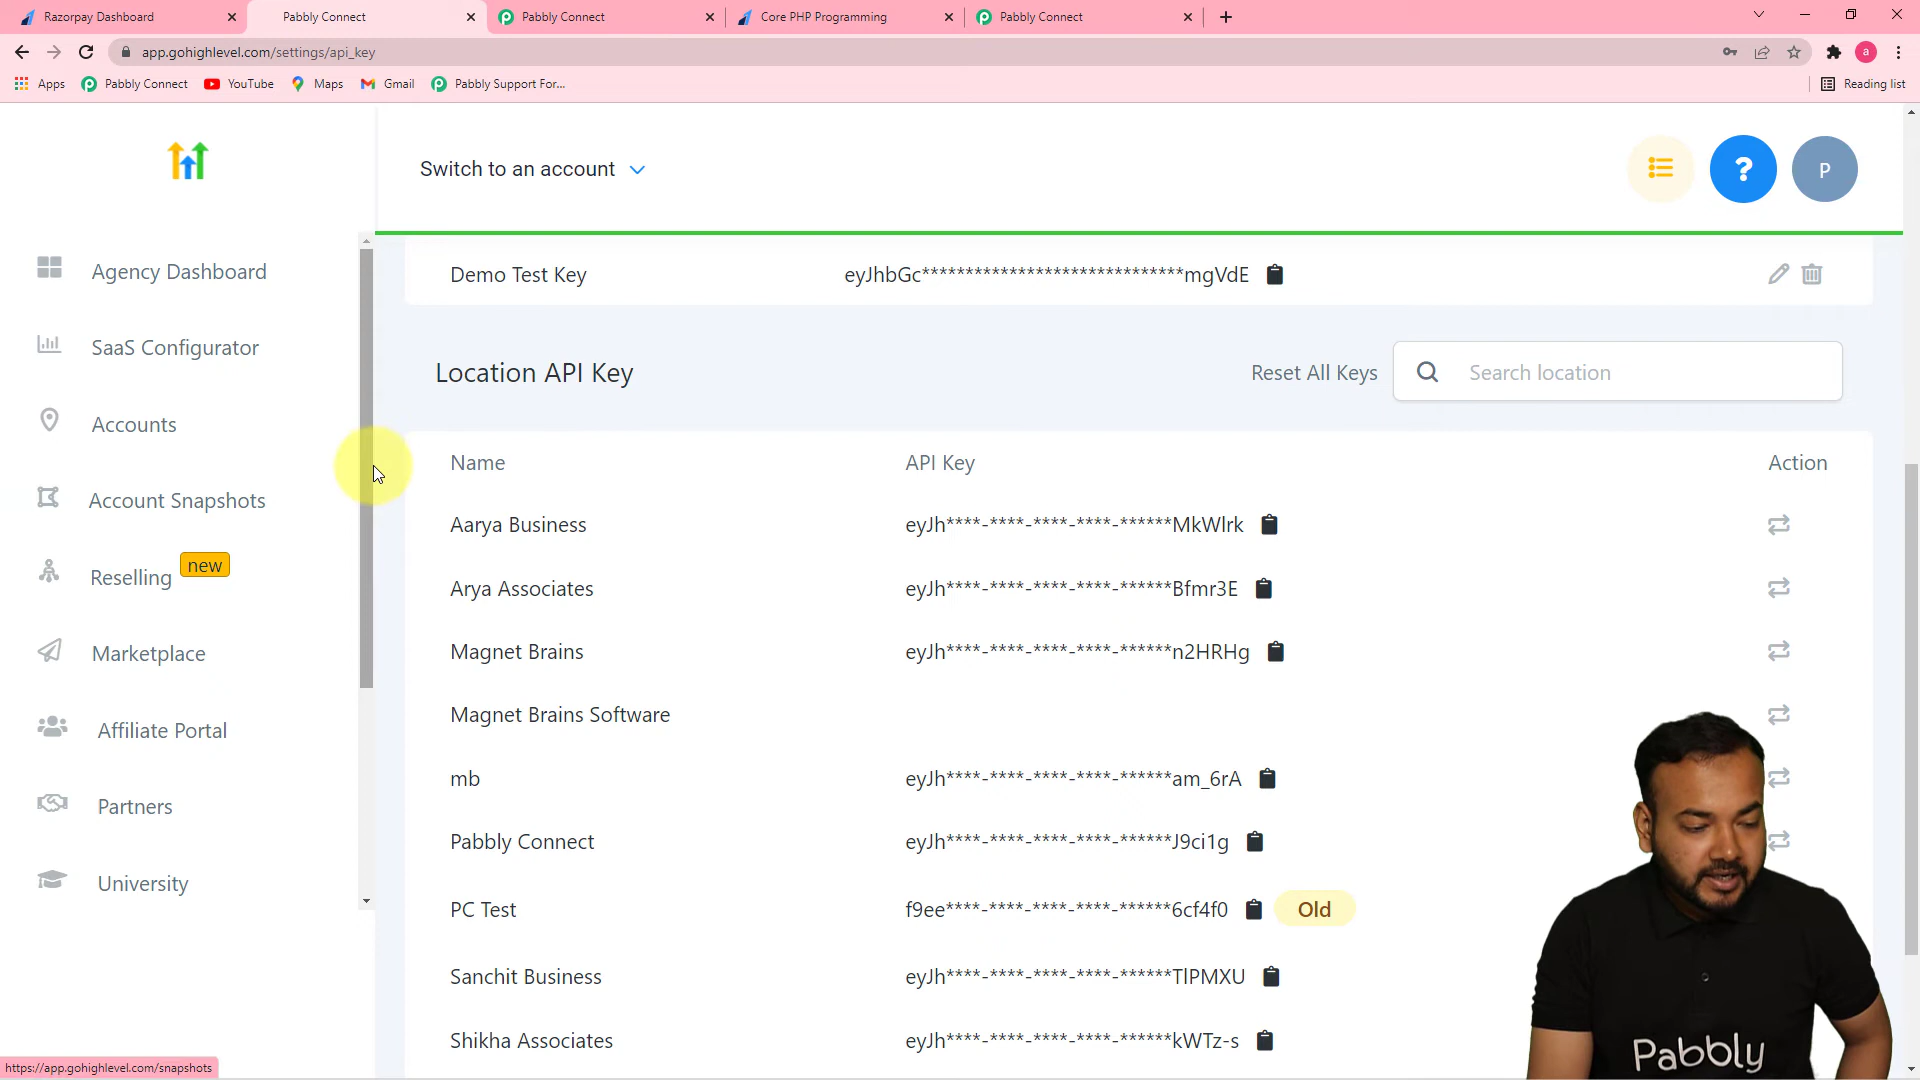 Razorpay Dashboard
Pabbly Connect
Pabbly Connect
Core PHP Programming
Pabbly Connect
app.gohighlevel.com/settings/api_key
a
Apps
Pabbly Connect
YouTube
Maps
Gmail
Pabbly Support For...
Reading list
Switch to an account
?
P
Agency Dashboard
SaaS Configurator
Accounts
Account Snapshots
Reselling new
Marketplace
Affiliate Portal
Partners
University
Demo Test Key eyJhbGc******************************mgVdE
Location API Key
Reset All Keys
Search location
Name API Key Action
Aarya Business eyJh****-****-****-****-******MkWlrk
Arya Associates eyJh****-****-****-****-******Bfmr3E
Magnet Brains eyJh****-****-****-****-******n2HRHg
Magnet Brains Software
mb eyJh****-****-****-****-******am_6rA
Pabbly Connect eyJh****-****-****-****-******J9ci1g
PC Test f9ee****-****-****-****-******6cf4f0 Old
Sanchit Business eyJh****-****-****-****-******TlPMXU
Shikha Associates eyJh****-****-****-****-******kWTz-s
https://app.gohighlevel.com/snapshots
Pabbly